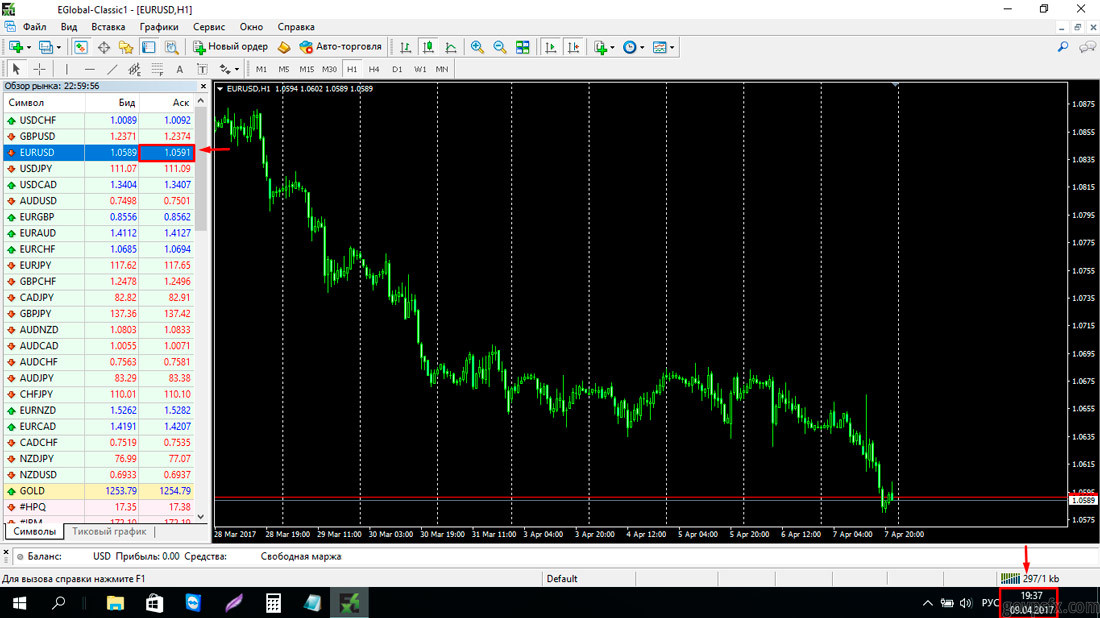 EGlobal-Classic1 - [EURUSD,H1]
Файл Вид Вставка Графики Сервис Окно Справка
Новый ордер Авто-торговля
A T M1 M5 M15 M30 H1 H4 D1 W1 MN
Обзор рынка: 22:59:56
Символ Бид Аск
USDCHF 1.0089 1.0092
GBPUSD 1.2371 1.2374
EURUSD 1.0589 1.0591
USDJPY 111.07 111.09
USDCAD 1.3404 1.3407
AUDUSD 0.7498 0.7501
EURGBP 0.8556 0.8562
EURAUD 1.4112 1.4127
EURCHF 1.0685 1.0694
EURJPY 117.62 117.65
GBPCHF 1.2478 1.2496
CADJPY 82.82 82.91
GBPJPY 137.36 137.42
AUDNZD 1.0803 1.0833
AUDCAD 1.0055 1.0071
AUDCHF 0.7563 0.7581
AUDJPY 83.29 83.38
CHFJPY 110.01 110.10
EURNZD 1.5262 1.5282
EURCAD 1.4191 1.4207
CADCHF 0.7519 0.7535
NZDJPY 76.99 77.07
NZDUSD 0.6933 0.6937
GOLD 1253.79 1254.79
#HPQ 17.35 17.38
#IBM 172.10
Символы Тиковый график
EURUSD,H1 1.0594 1.0602 1.0589 1.0589
1.0875
1.0855
1.0835
1.0815
1.0795
1.0775
1.0755
1.0735
1.0715
1.0695
1.0675
1.0655
1.0635
1.0615
1.0595
1.0589
1.0575
28 Mar 2017 28 Mar 19:00 29 Mar 11:00 30 Mar 03:00 30 Mar 19:00 31 Mar 11:00 3 Apr 04:00 3 Apr 20:00 4 Apr 12:00 5 Apr 04:00 5 Apr 20:00 6 Apr 12:00 7 Apr 04:00 7 Apr 20:00
Баланс: USD Прибыль: 0.00 Средства: Свободная маржа
Для вызова справки нажмите F1 Default 297/1 kb
РУС 19:37
09.04.2017